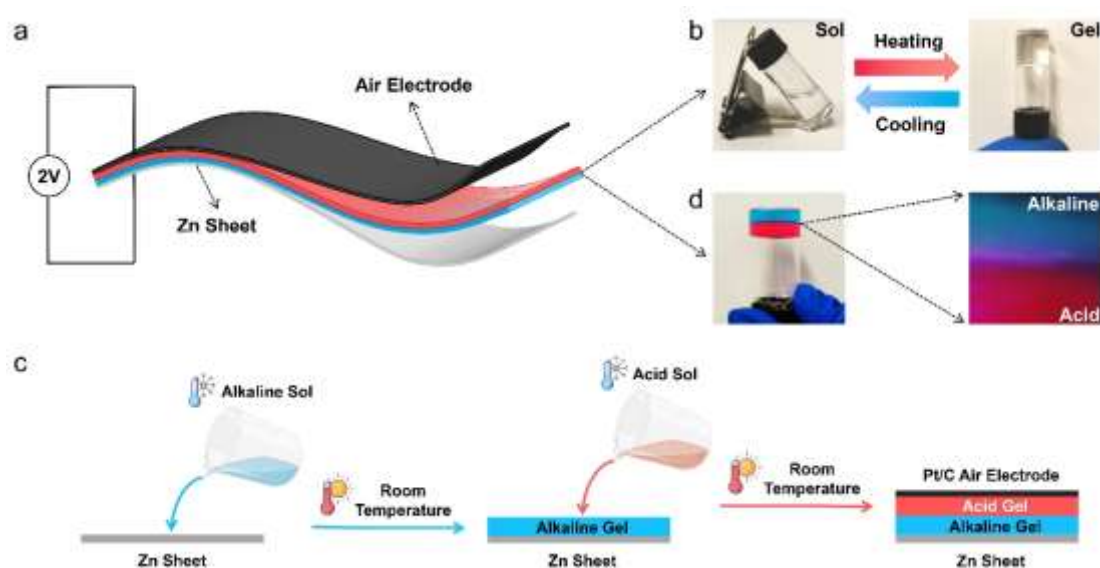 a
Air Electrode
2V
Zn Sheet
b
Sol
Heating
Cooling
Gel
d
Alkaline
Acid
c
Alkaline Sol
Room
Temperature
Zn Sheet
Acid Sol
Alkaline Gel
Zn Sheet
Room
Temperature
Pt/C Air Electrode
Acid Gel
Alkaline Gel
Zn Sheet